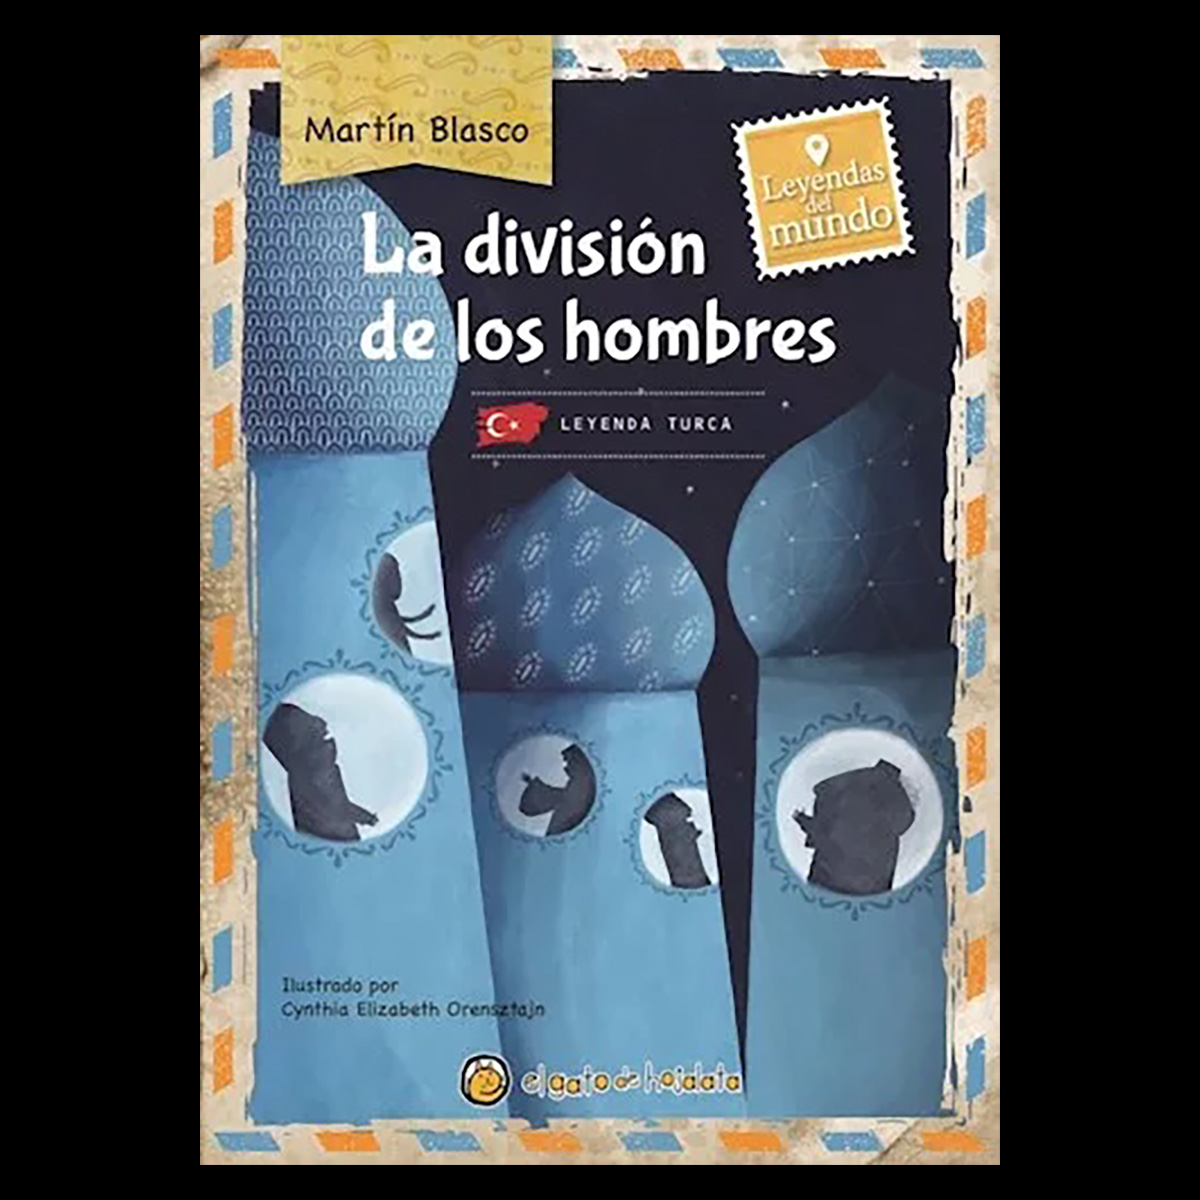 Martín Blasco
Leyendas
del
mundo
La división
de los hombres
LEYENDA TURCA
Ilustrado por
Cynthia Elizabeth Orensztajn
el gato de hojalata